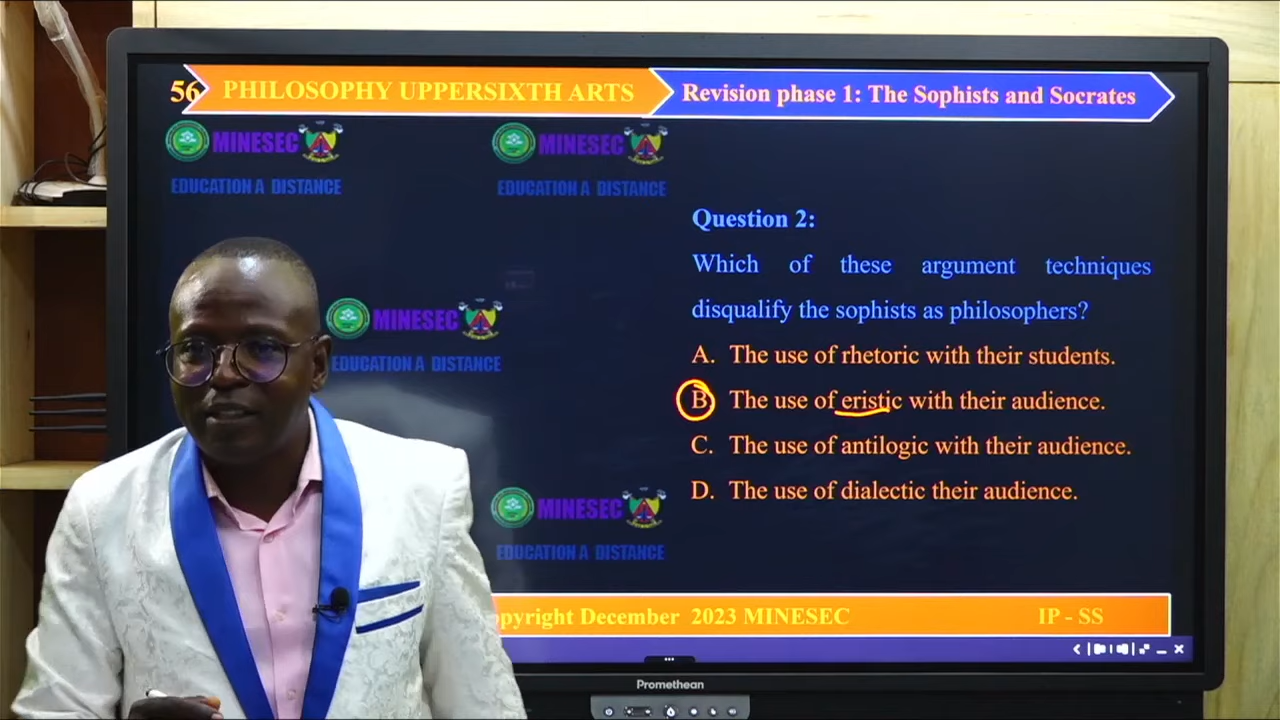 56 PHILOSOPHY UPPERSIXTH ARTS Revision phase 1: The Sophists and Socrates
MINESEC
EDUCATION A DISTANCE
MINESEC
EDUCATION A DISTANCE
Question 2:
Which of these argument techniques
disqualify the sophists as philosophers?
MINESEC
EDUCATION A DISTANCE
A. The use of rhetoric with their students.
B. The use of eristic with their audience.
C. The use of antilogic with their audience.
D. The use of dialectic their audience.
MINESEC
EDUCATION A DISTANCE
opyright December 2023 MINESEC IP - SS
Promethean